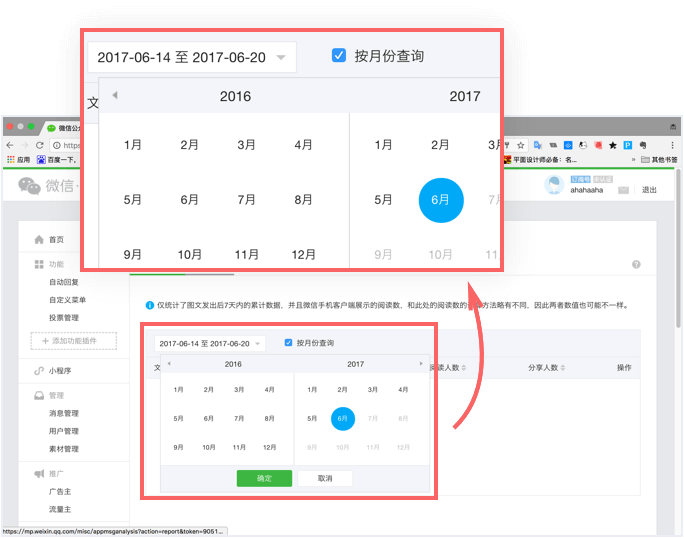 2017-06-14 至 2017-06-20
按月份查询
文
2016 2017
1月 2月 3月 4月 1月 2月 3月
5月 6月 7月 8月 5月 6月 7月
9月 10月 11月 12月 9月 10月 11月
微信公众
https
应用 百度一下, 平面设计师必备：名... » 其他书签
微信·
订阅号 未认证
ahahaaha 退出
首页
功能
自动回复
自定义菜单
投票管理
添加功能插件
小程序
管理
消息管理
用户管理
素材管理
推广
广告主
流量主
仅统计了图文发出后7天内的累计数据，并且微信手机客户端展示的阅读数，和此处的阅读数的计算方法略有不同，因此两者数值也可能不一样。
2017-06-14 至 2017-06-20 按月份查询
文 阅读人数 分享人数 操作
2016 2017
1月 2月 3月 4月 1月 2月 3月 4月
5月 6月 7月 8月 5月 6月 7月 8月
9月 10月 11月 12月 9月 10月 11月 12月
确定 取消
https://mp.weixin.qq.com/misc/appmsganalysis?action=report&token=9051...